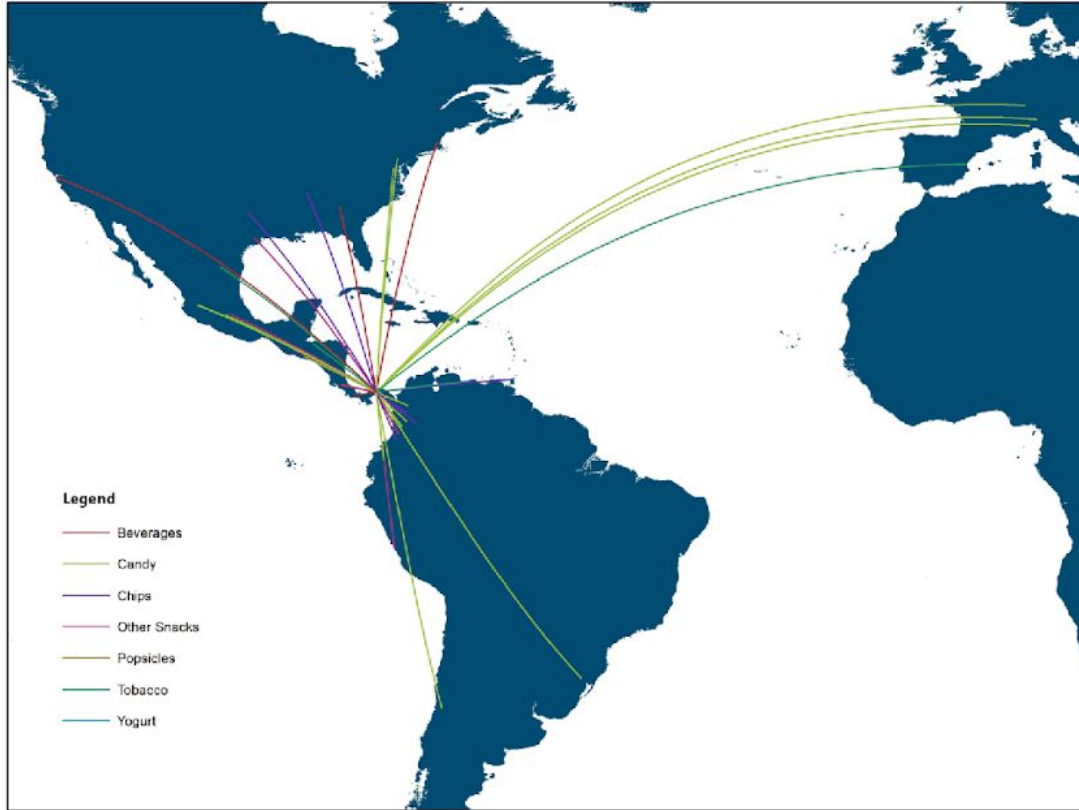 Legend
Beverages
Candy
Chips
Other Snacks
Popsicles
Tobacco
Yogurt